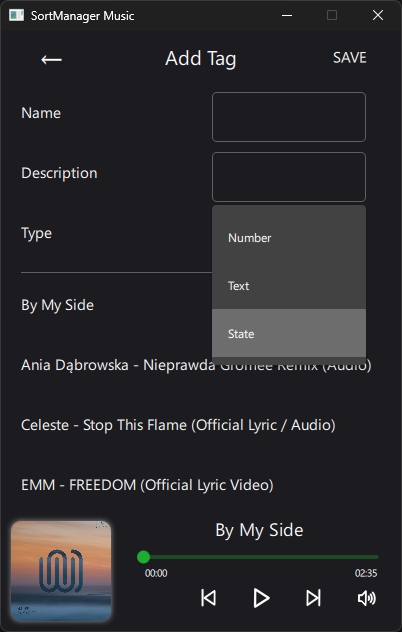 SortManager Music
Add Tag
SAVE
Name
Description
Type
Number
Text
State
By My Side
Ania Dąbrowska - Nieprawda Gromee Remix (Audio)
Celeste - Stop This Flame (Official Lyric / Audio)
EMM - FREEDOM (Official Lyric Video)
By My Side
00:00
02:35